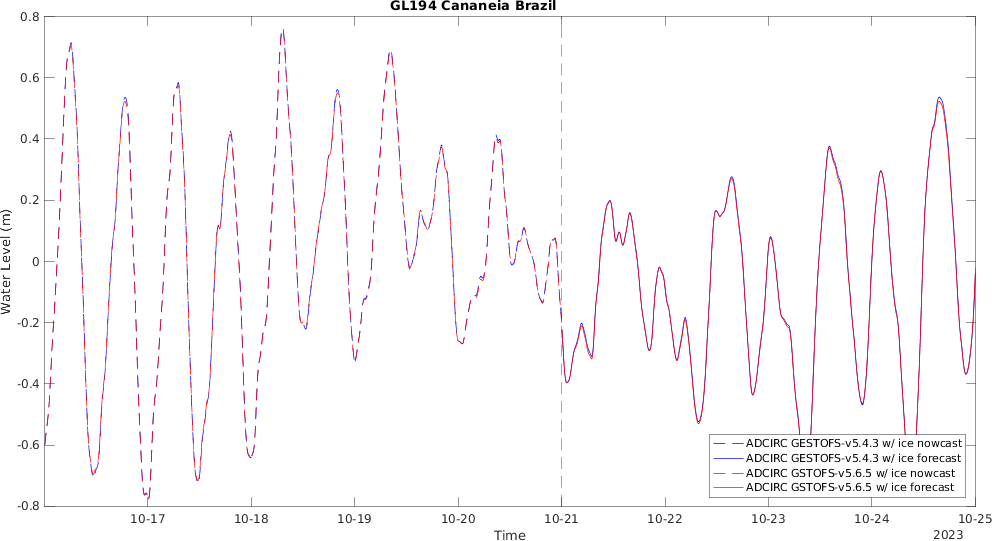 GL194 Cananeia Brazil
0.8
0.6
0.4
0.2
0
-0.2
-0.4
-0.6
-0.8
Water Level (m)
10-17
10-18
10-19
10-20
10-21
10-22
10-23
10-24
10-25
Time
2023
ADCIRC GESTOFS-v5.4.3 w/ ice nowcast
ADCIRC GESTOFS-v5.4.3 w/ ice forecast
ADCIRC GSTOFS-v5.6.5 w/ ice nowcast
ADCIRC GSTOFS-v5.6.5 w/ ice forecast